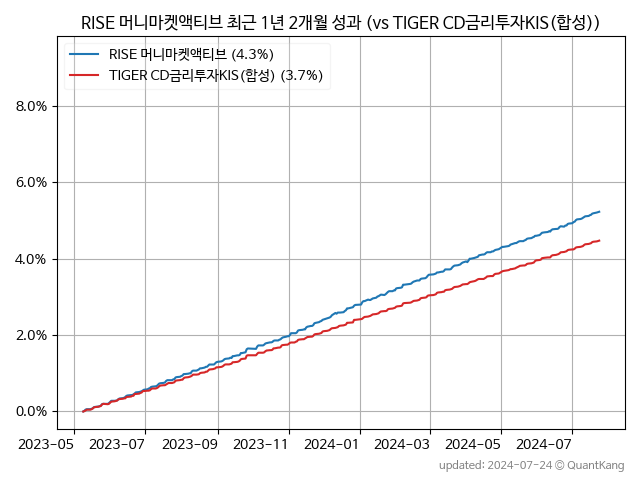 RISE 머니마켓액티브 최근 1년 2개월 성과 (vs TIGER CD금리투자KIS(합성))
RISE 머니마켓액티브 (4.3%)
TIGER CD금리투자KIS(합성) (3.7%)
8.0%
6.0%
4.0%
2.0%
0.0%
2023-05 2023-07 2023-09 2023-11 2024-01 2024-03 2024-05 2024-07
updated: 2024-07-24 © QuantKang